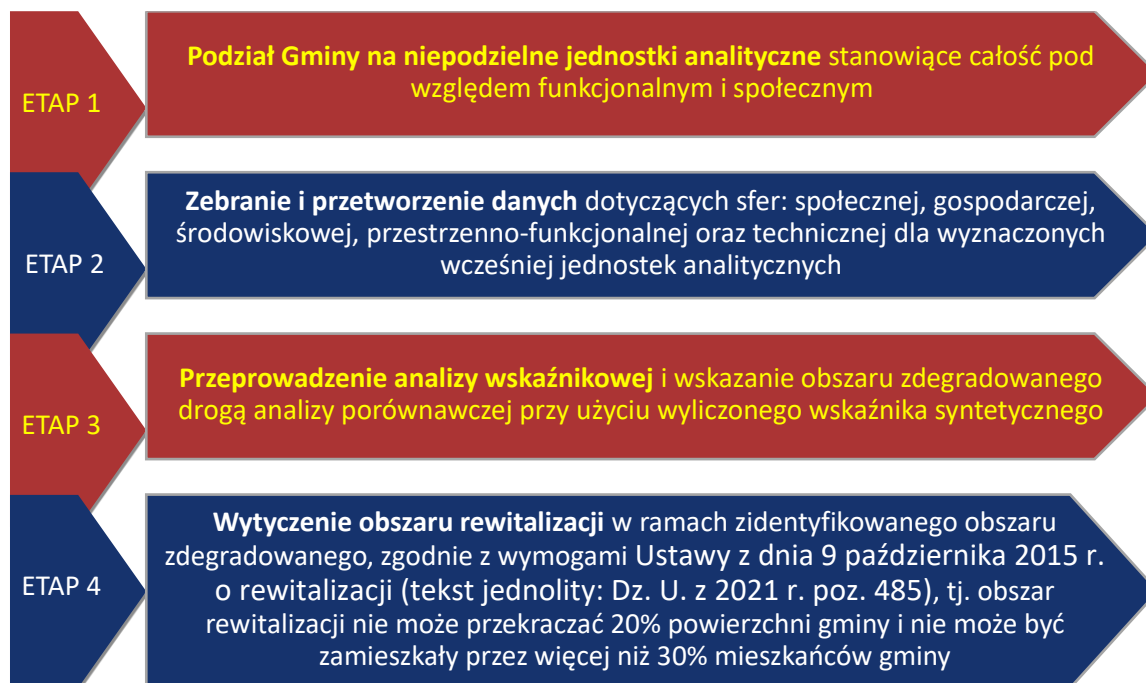 ETAP 1
Podział Gminy na niepodzielne jednostki analityczne stanowiące całość pod
względem funkcjonalnym i społecznym
ETAP 2
Zebranie i przetworzenie danych dotyczących sfer: społecznej, gospodarczej,
środowiskowej, przestrzenno-funkcjonalnej oraz technicznej dla wyznaczonych
wcześniej jednostek analitycznych
ETAP 3
Przeprowadzenie analizy wskaźnikowej i wskazanie obszaru zdegradowanego
drogą analizy porównawczej przy użyciu wyliczonego wskaźnika syntetycznego
ETAP 4
Wytyczenie obszaru rewitalizacji w ramach zidentyfikowanego obszaru
zdegradowanego, zgodnie z wymogami Ustawy z dnia 9 października 2015 r.
o rewitalizacji (tekst jednolity: Dz. U. z 2021 r. poz. 485), tj. obszar
rewitalizacji nie może przekraczać 20% powierzchni gminy i nie może być
zamieszkały przez więcej niż 30% mieszkańców gminy